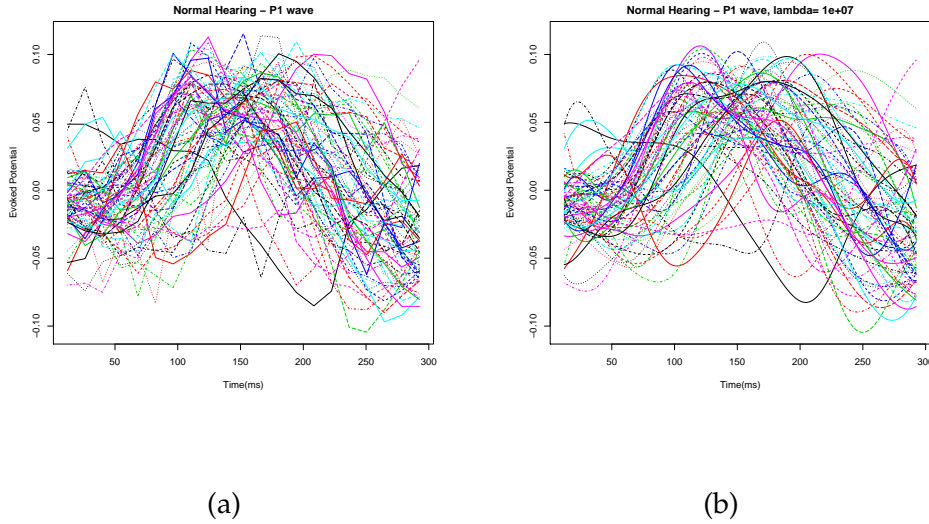 Normal Hearing − P1 wave
Evoked Potential
0.10
0.05
0.00
−0.05
−0.10
50
100
150
200
250
300
Time(ms)
(a)
Normal Hearing − P1 wave, lambda= 1e+07
Evoked Potential
0.10
0.05
0.00
−0.05
−0.10
50
100
150
200
250
300
Time(ms)
(b)